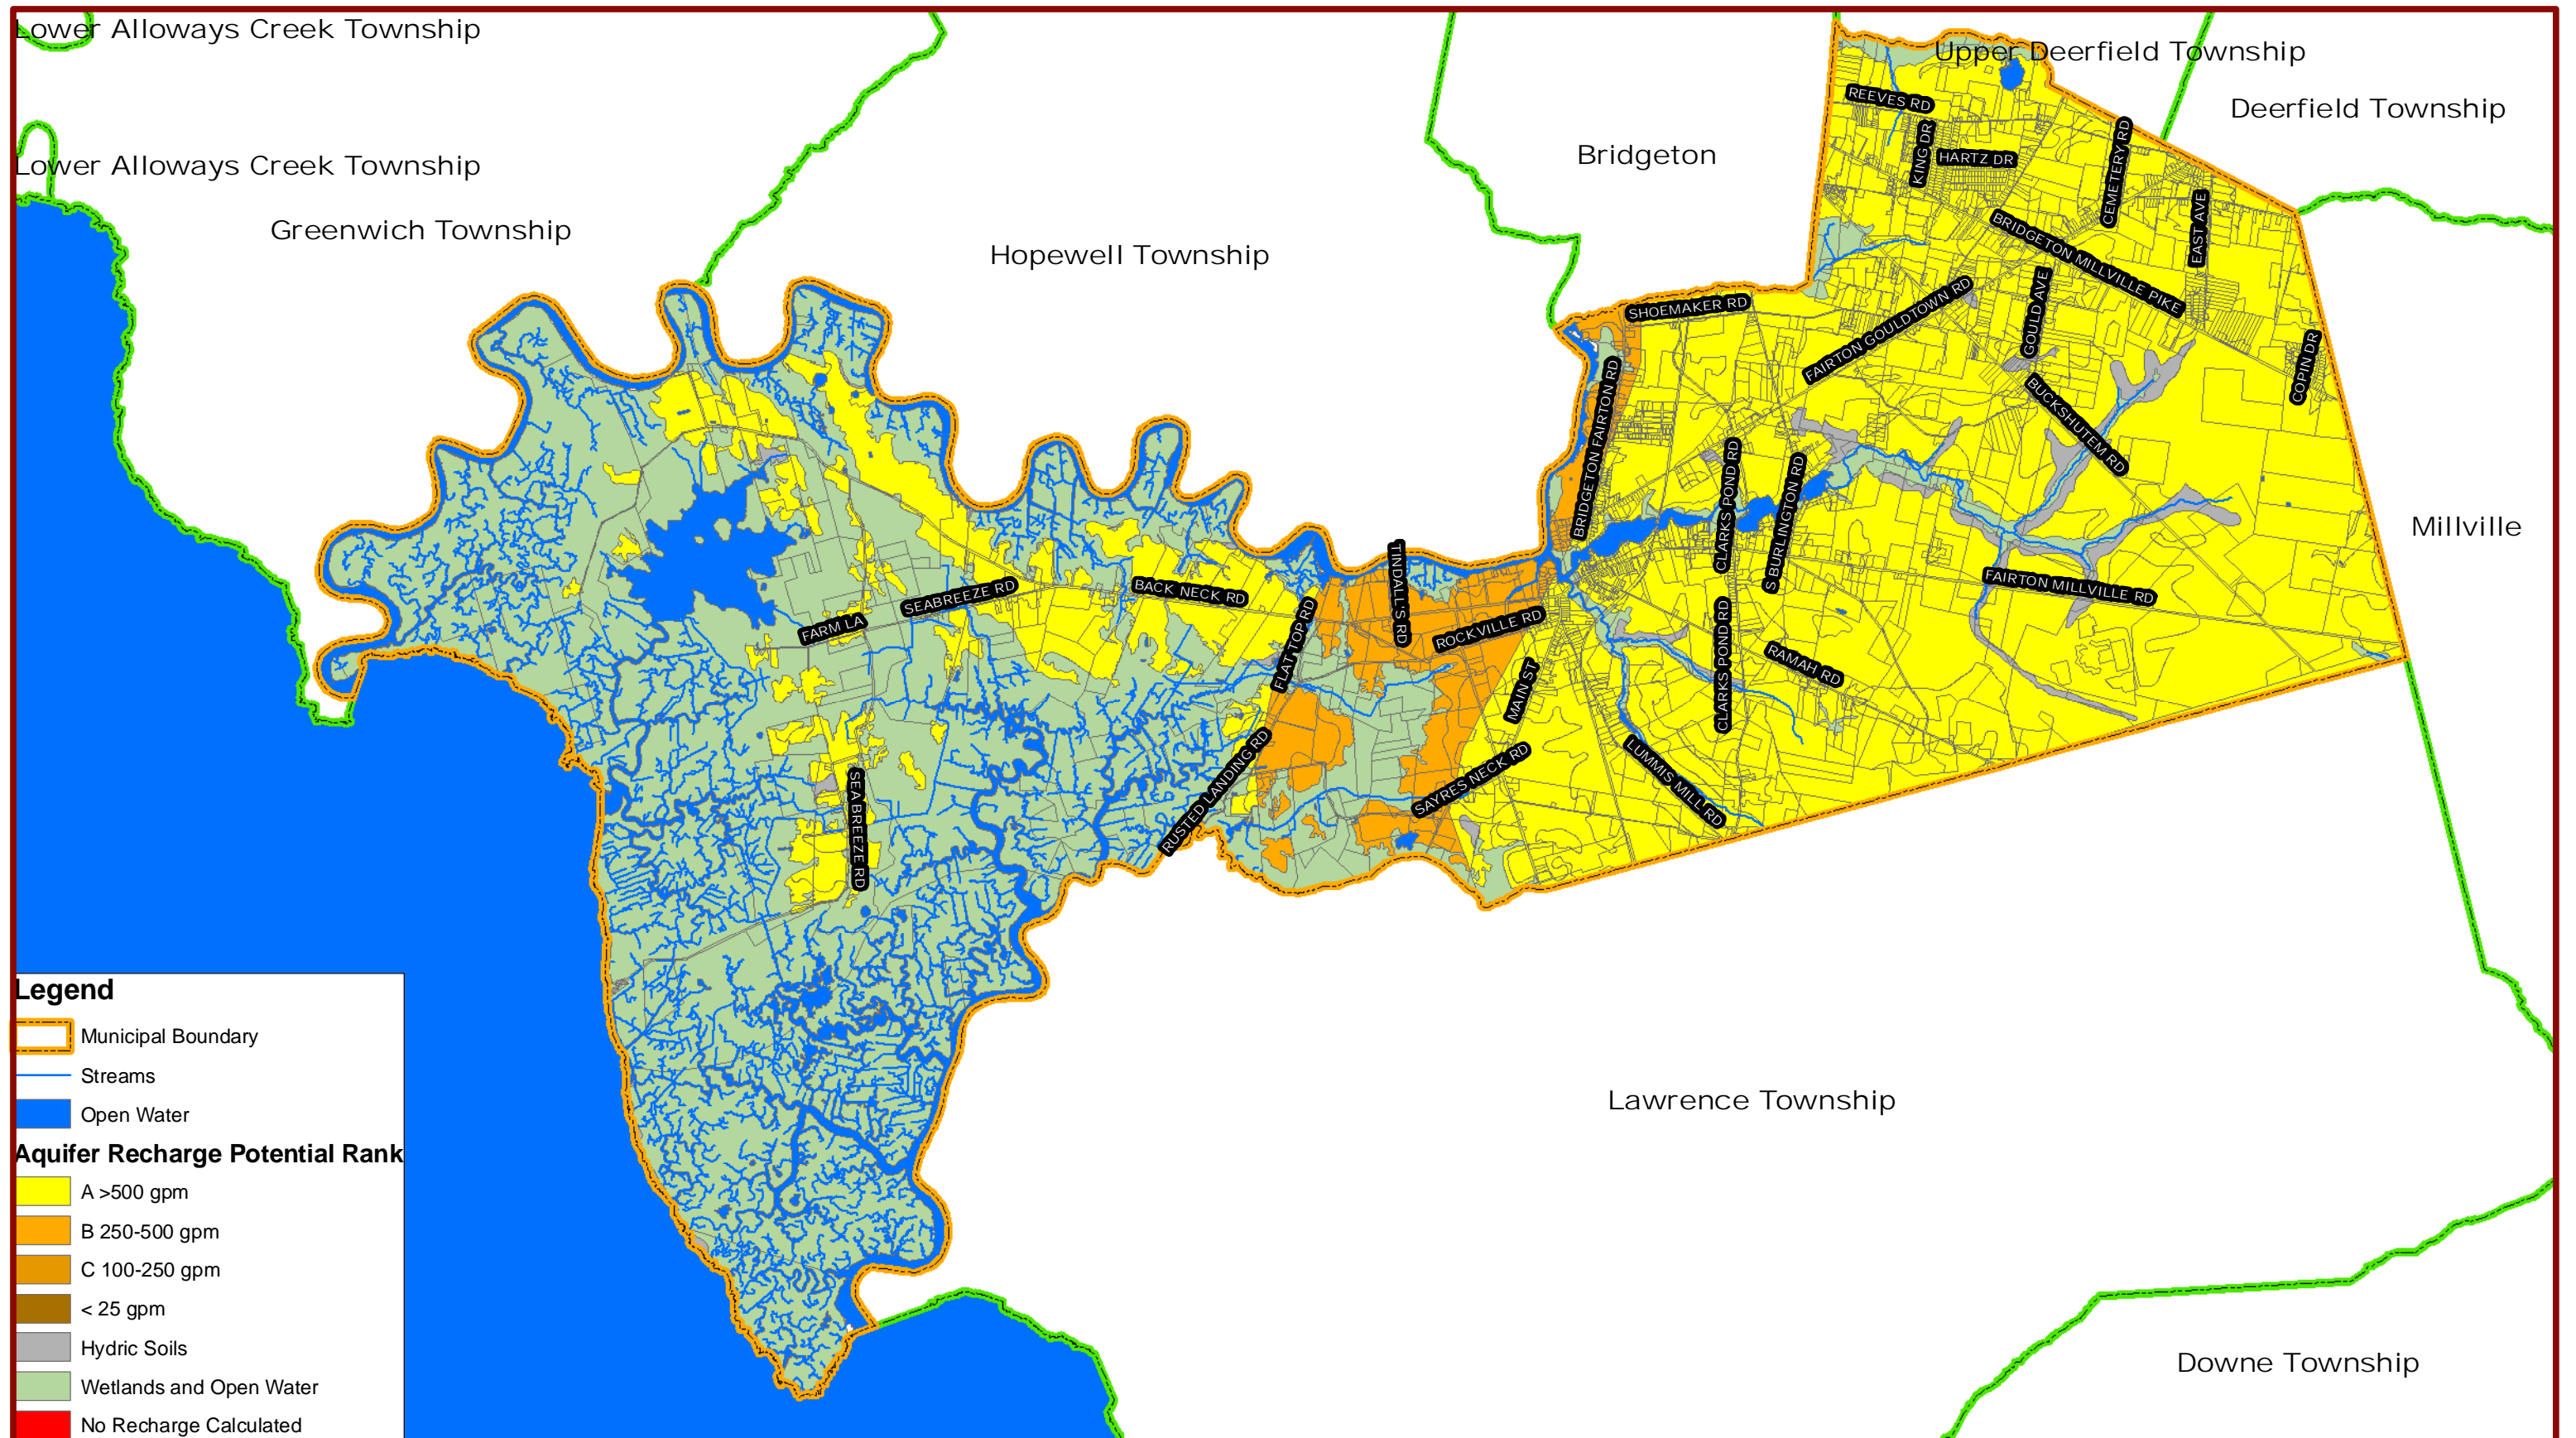 Lower Alloways Creek Township
Upper Deerfield Township
REEVES RD
Deerfield Township
KING DR
HARTZ DR
CEMETERY RD
Bridgeton
Lower Alloways Creek Township
Greenwich Township
Hopewell Township
EAST AVE
BRIDGETON MILLVILLE PIKE
SHOEMAKER RD
FAIRTON GOULDTOWN RD
GOULD AVE
COPIN DR
BRIDGETON FAIRTON RD
BUCKSHUTEM RD
CLARKS POND RD
S BURLINGTON RD
Millville
TINDALL'S RD
SEABREEZE RD
BACK NECK RD
FAIRTON MILLVILLE RD
FARM LA
FLAT TOP RD
ROCKVILLE RD
MAIN ST
CLARKS POND RD
RAMAH RD
RUSTED LANDING RD
SAYRES NECK RD
LUMMIS MILL RD
SEA BREEZE RD
Lawrence Township
Downe Township
Legend
Municipal Boundary
Streams
Open Water
Aquifer Recharge Potential Rank
A >500 gpm
B 250-500 gpm
C 100-250 gpm
< 25 gpm
Hydric Soils
Wetlands and Open Water
No Recharge Calculated